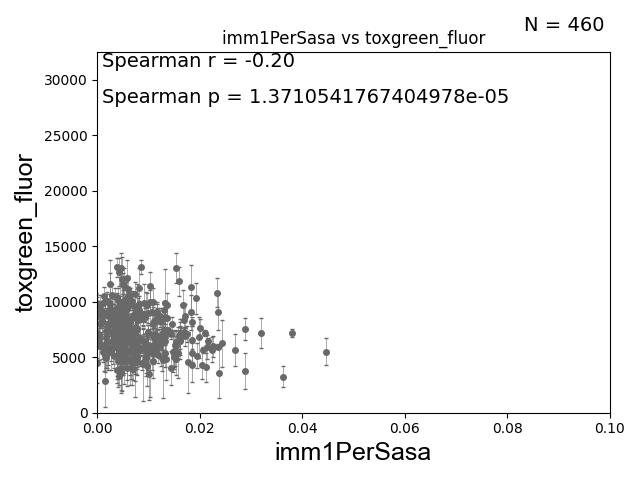 N = 460
imm1PerSasa vs toxgreen_fluor
Spearman r = -0.20
Spearman p = 1.3710541767404978e-05
toxgreen_fluor
30000
25000
20000
15000
10000
5000
0
0.00 0.02 0.04 0.06 0.08 0.10
imm1PerSasa